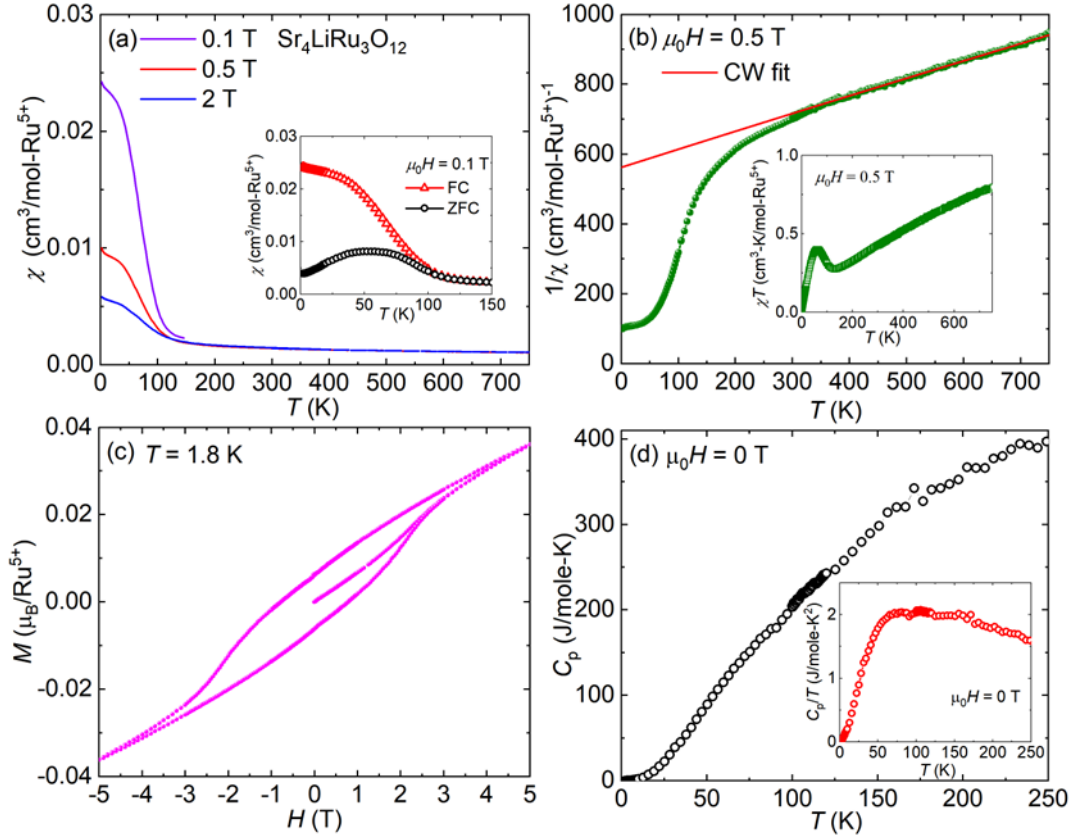 (a)
0.1 T
0.5 T
2 T
Sr4LiRu3O12
0.03
0.02
0.01
0.00
χ (cm³/mol-Ru⁵⁺)
0 100 200 300 400 500 600 700
T (K)
0.03
0.02
0.01
0.00
χ (cm³/mol-Ru⁵⁺)
μ₀H = 0.1 T
FC
ZFC
0 50 100 150
T (K)
(b) μ₀H = 0.5 T
CW fit
1000
900
800
700
600
500
400
300
200
100
0
1/χ (cm³/mol-Ru⁵⁺)⁻¹
0 100 200 300 400 500 600 700
T (K)
1.0
0.5
0.0
χT (cm³-K/mol-Ru⁵⁺)
μ₀H = 0.5 T
0 200 400 600
T (K)
(c) T = 1.8 K
0.04
0.02
0.00
-0.02
-0.04
M (μB/Ru⁵⁺)
-5 -4 -3 -2 -1 0 1 2 3 4 5
H (T)
(d) μ₀H = 0 T
400
300
200
100
0
Cp (J/mole-K)
0 50 100 150 200 250
T (K)
2
1
0
Cp/T (J/mole-K²)
μ₀H = 0 T
0 50 100 150 200 250
T (K)